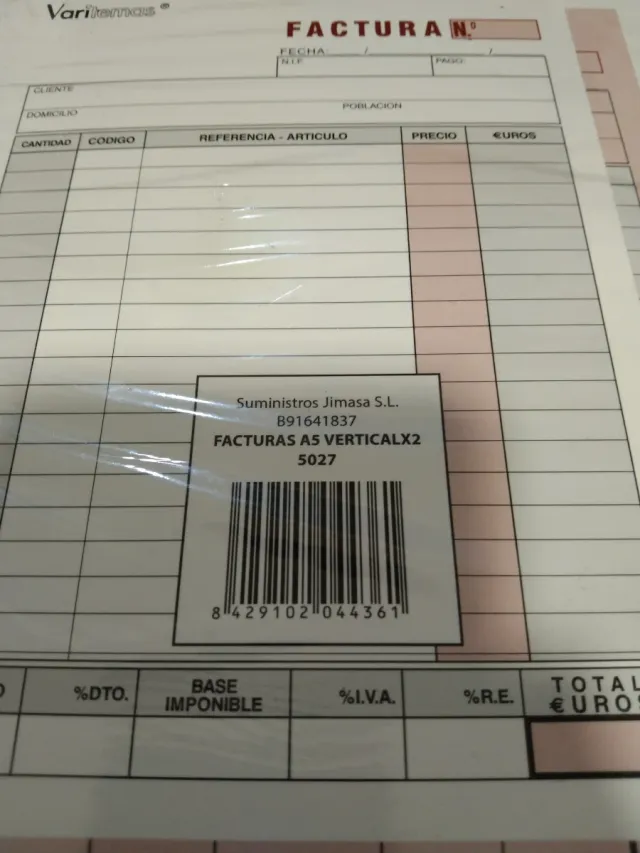 Varitemas®
FACTURA N.º
FECHA: / /
N.I.F. PAGO:
CLIENTE
DOMICILIO POBLACION
CANTIDAD CODIGO REFERENCIA - ARTICULO PRECIO €UROS
Suministros Jimasa S.L.
B91641837
FACTURAS A5 VERTICALX2
5027
8 429102 044361
%DTO. BASE IMPONIBLE %I.V.A. %R.E. TOTAL €UROS